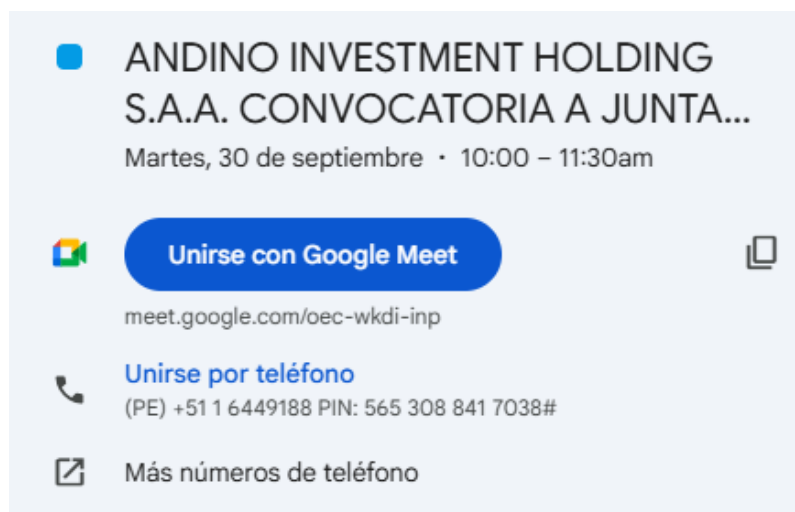 ANDINO INVESTMENT HOLDING
S.A.A. CONVOCATORIA A JUNTA...
Martes, 30 de septiembre · 10:00 – 11:30am
Unirse con Google Meet
meet.google.com/oec-wkdi-inp
Unirse por teléfono
(PE) +51 1 6449188 PIN: 565 308 841 7038#
Más números de teléfono